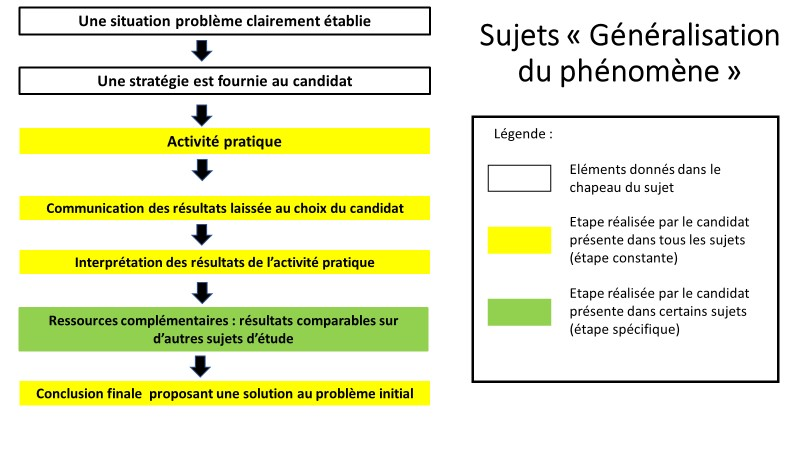 Une situation problème clairement établie
Une stratégie est fournie au candidat
Activité pratique
Communication des résultats laissée au choix du candidat
Interprétation des résultats de l'activité pratique
Ressources complémentaires : résultats comparables sur
d'autres sujets d'étude
Conclusion finale  proposant une solution au problème initial
Sujets « Généralisation
du phénomène »
Légende :
Eléments donnés dans le
chapeau du sujet
Etape réalisée par le candidat
présente dans tous les sujets
(étape constante)
Etape réalisée par le candidat
présente dans certains sujets
(étape spécifique)